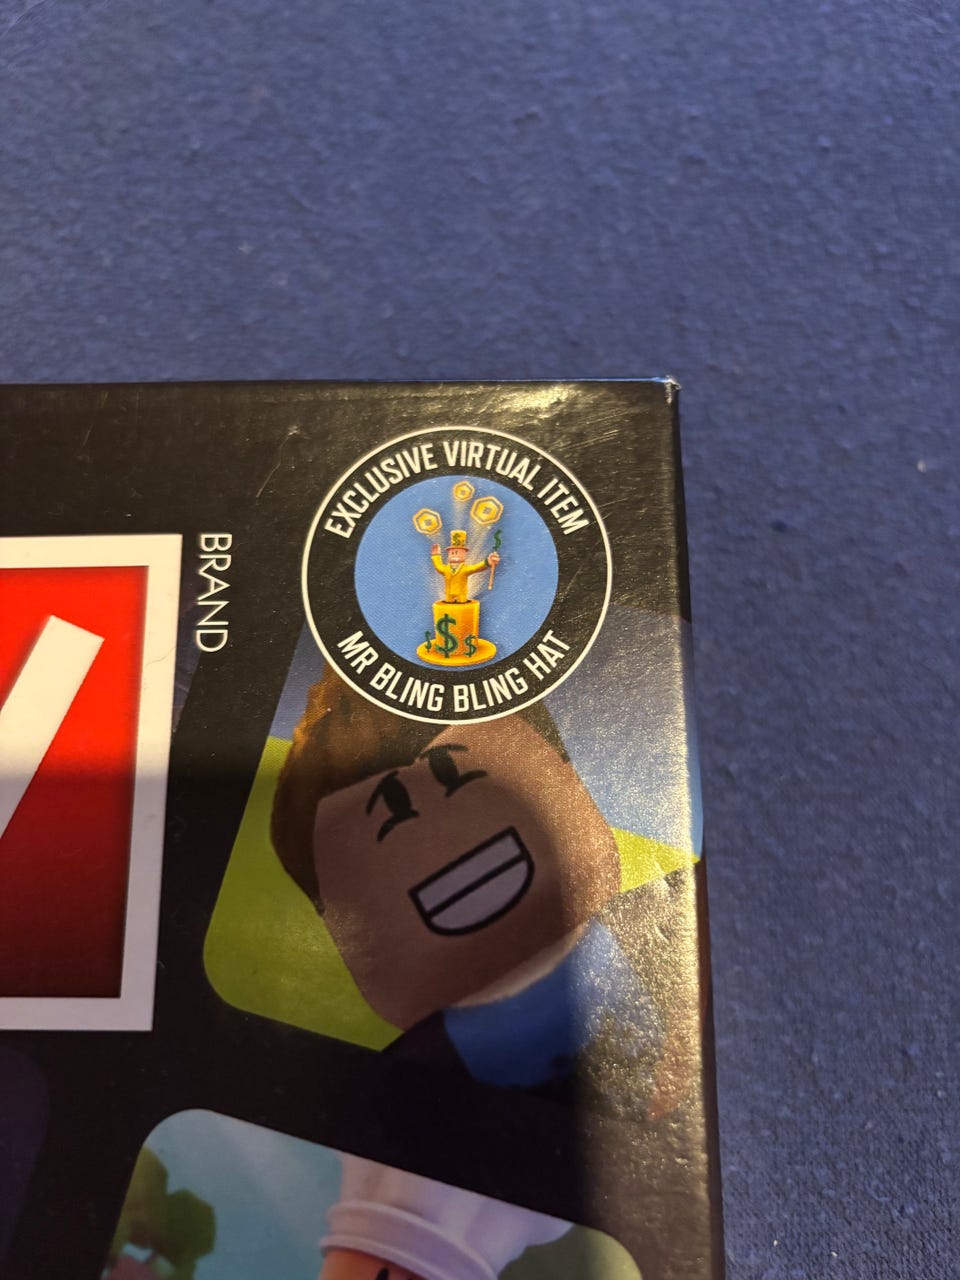 EXCLUSIVE VIRTUAL ITEM
$
$ $ $
MR BLING BLING HAT
BRAND